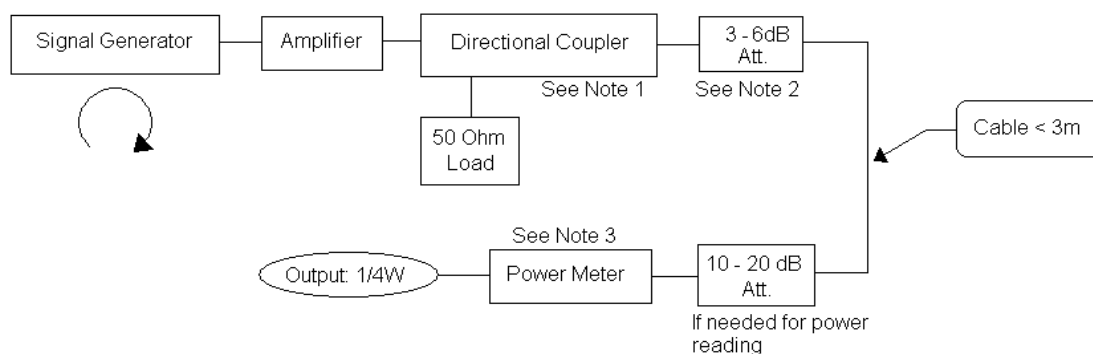 Signal Generator
Amplifier
Directional Coupler
3 - 6dB
Att.
See Note 1
See Note 2
50 Ohm
Load
Cable < 3m
See Note 3
Output: 1/4W
Power Meter
10 - 20 dB
Att.
If needed for power
reading